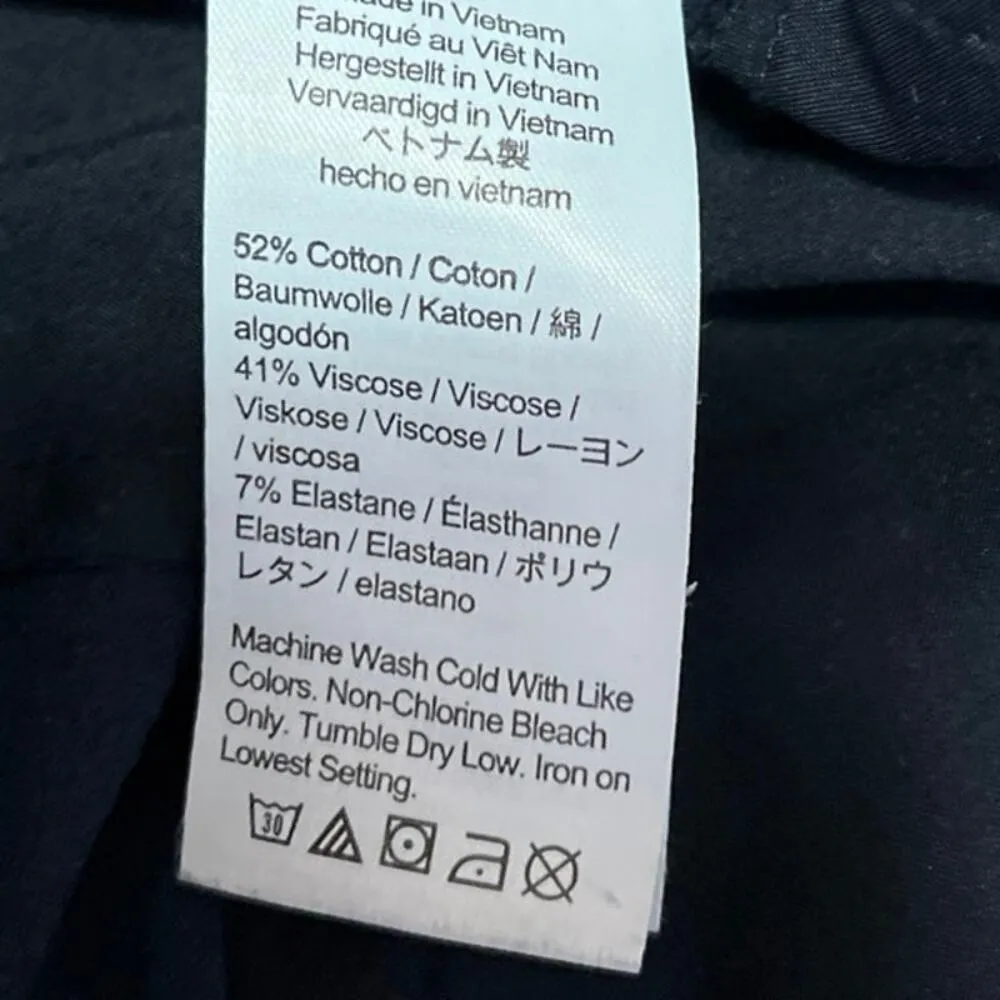 in Vietnam
Fabriqué au Viêt Nam
Hergestellt in Vietnam
Vervaardigd in Vietnam
ベトナム製
hecho en vietnam
52% Cotton / Coton /
Baumwolle / Katoen / 綿 /
algodón
41% Viscose / Viscose /
Viskose / Viscose / レーヨン
/ viscosa
7% Elastane / Élasthanne /
Elastan / Elastaan / ポリウ
レタン / elastano
Machine Wash Cold With Like
Colors. Non-Chlorine Bleach
Only. Tumble Dry Low. Iron on
Lowest Setting.
30